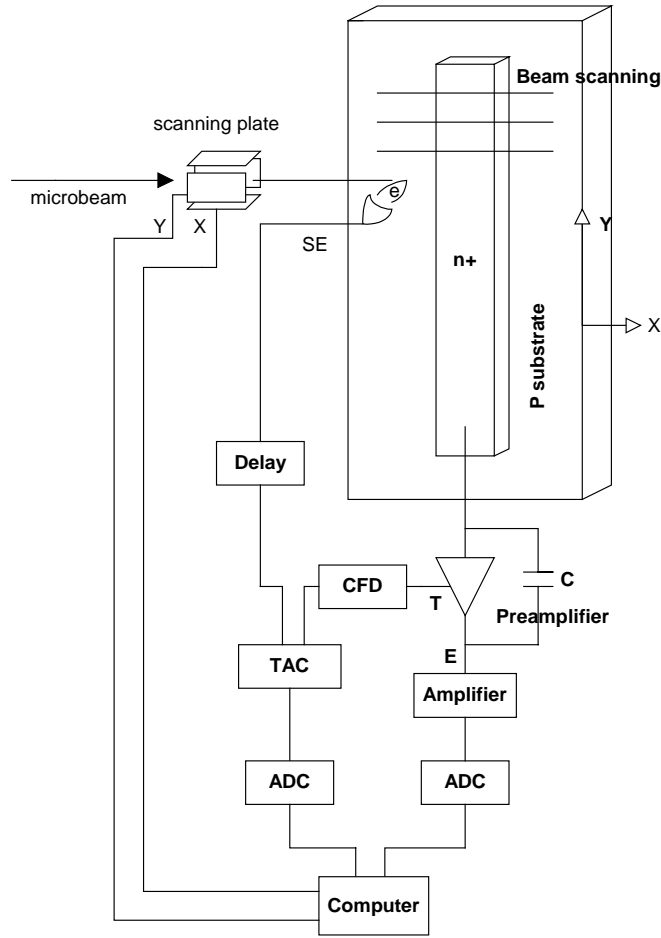 Beam scanning
scanning plate
microbeam
e
Y
X
SE
Y
n+
X
P substrate
Delay
CFD
T
C
Preamplifier
TAC
E
Amplifier
ADC
ADC
Computer